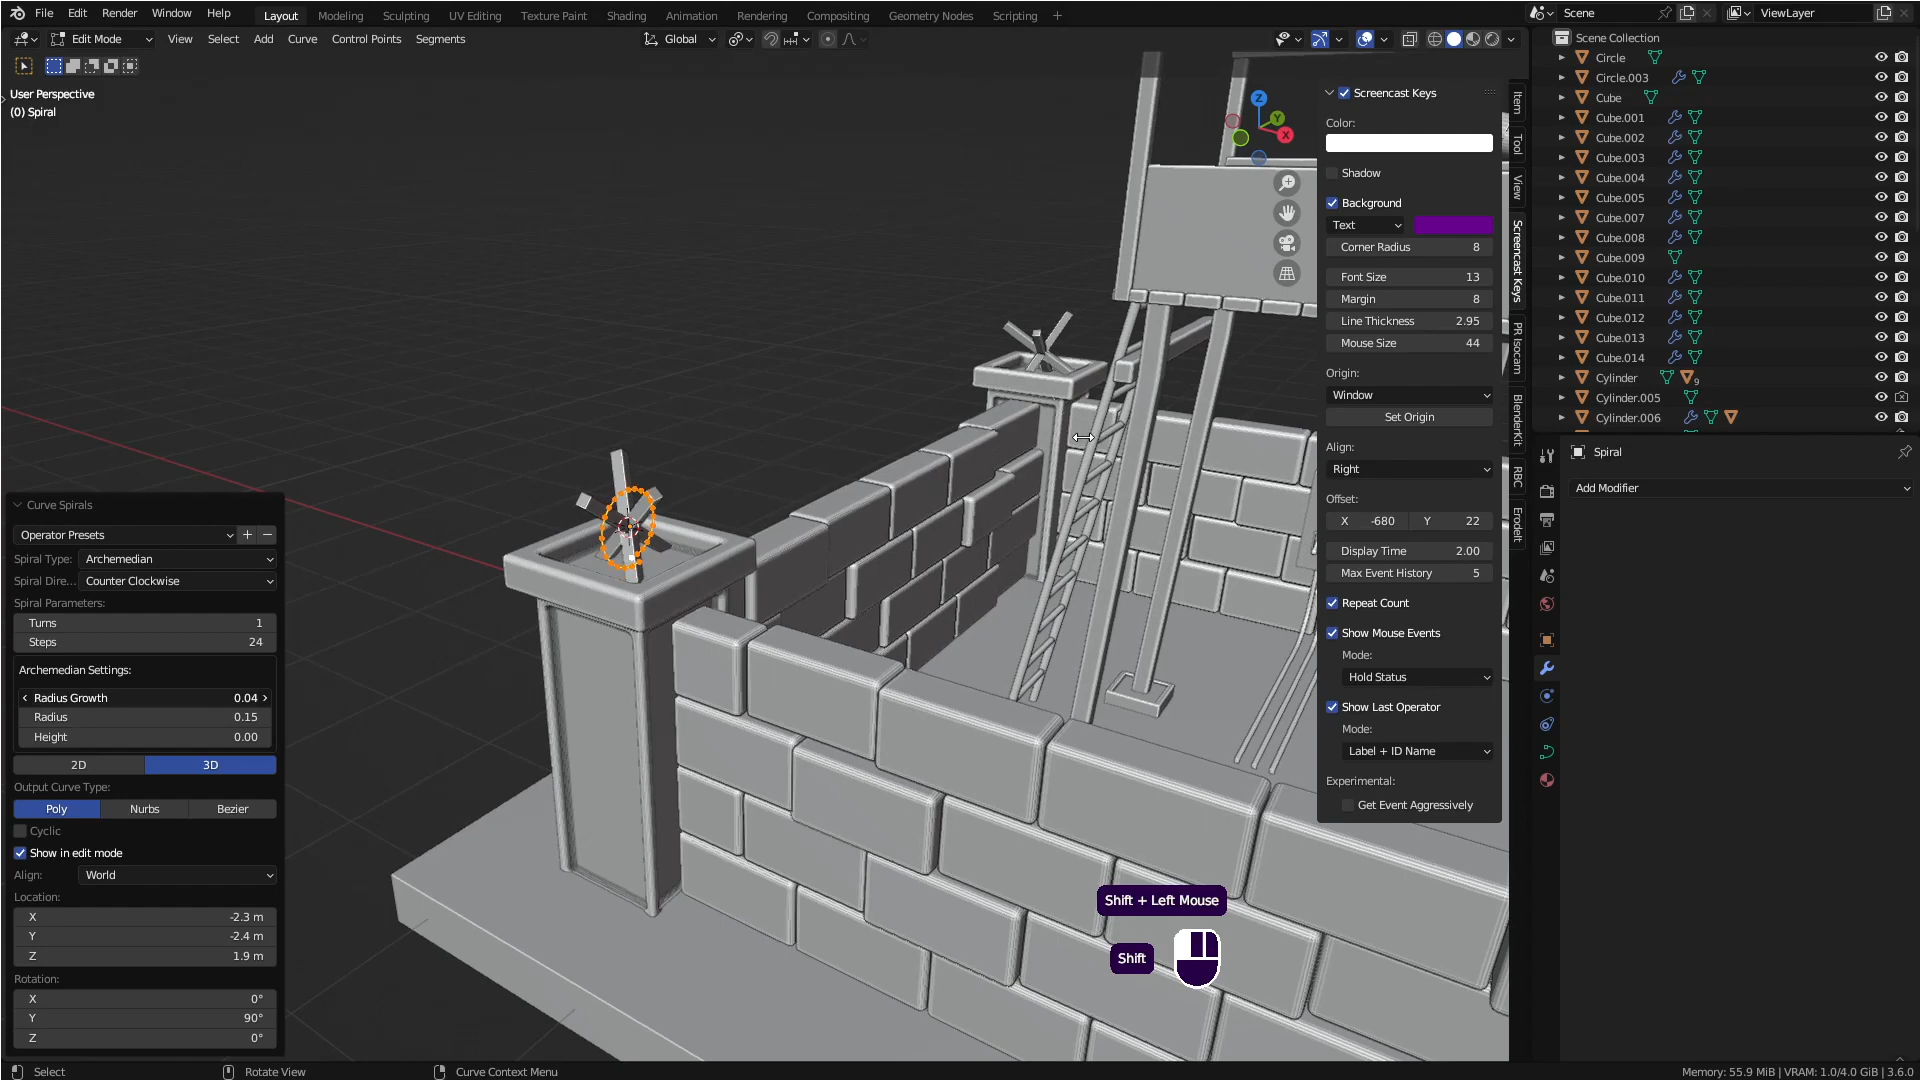 File Edit Render Window Help Layout Modeling Sculpting UV Editing Texture Paint Shading Animation Rendering Compositing Geometry Nodes Scripting + Scene ViewLayer
Edit Mode View Select Add Curve Control Points Segments Global
User Perspective
(0) Spiral
Curve Spirals
Operator Presets
Spiral Type: Archemedian
Spiral Dire... Counter Clockwise
Spiral Parameters:
Turns 1
Steps 24
Archemedian Settings:
Radius Growth 0.04
Radius 0.15
Height 0.00
2D 3D
Output Curve Type:
Poly Nurbs Bezier
Cyclic
Show in edit mode
Align: World
Location:
X -2.3 m
Y -2.4 m
Z 1.9 m
Rotation:
X 0°
Y 90°
Z 0°
Z
Y
X
Shift + Left Mouse
Shift
Screencast Keys
Color:
Shadow
Background
Text
Corner Radius 8
Font Size 13
Margin 8
Line Thickness 2.95
Mouse Size 44
Origin:
Window
Set Origin
Align:
Right
Offset:
X -680 Y 22
Display Time 2.00
Max Event History 5
Repeat Count
Show Mouse Events
Mode:
Hold Status
Show Last Operator
Mode:
Label + ID Name
Experimental:
Get Event Aggressively
Item
Tool
View
Screencast Keys
PR Isocam
BlenderKit
RBC
Erodelt
Scene Collection
Circle
Circle.003
Cube
Cube.001
Cube.002
Cube.003
Cube.004
Cube.005
Cube.007
Cube.008
Cube.009
Cube.010
Cube.011
Cube.012
Cube.013
Cube.014
Cylinder 9
Cylinder.005
Cylinder.006
Spiral
Add Modifier
Select Rotate View Curve Context Menu Memory: 55.9 MiB | VRAM: 1.0/4.0 GiB | 3.6.0